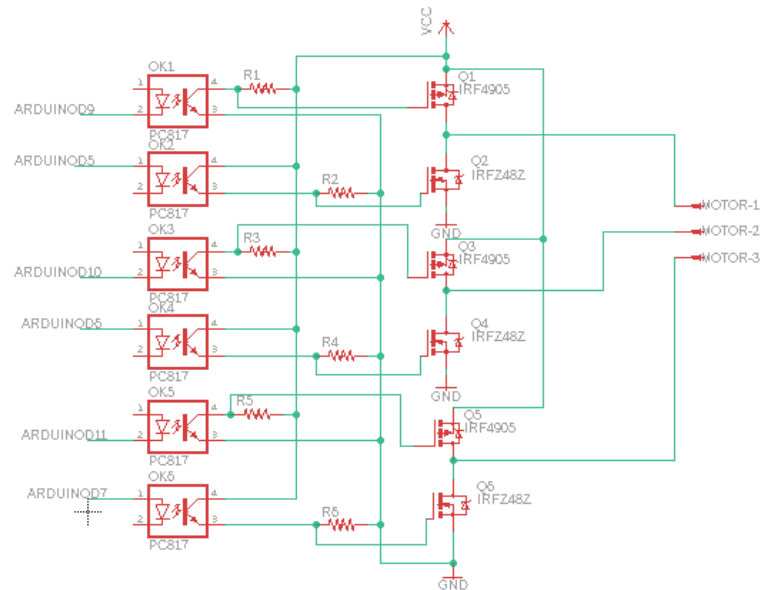 VCC
OK1
R1
Q1
1
4
IRF4905
ARDUINOD9
2
3
PC817
OK2
ARDUINOD5
1
4
R2
Q2
IRFZ48Z
2
3
PC817
MOTOR-1
OK3
R3
GND
MOTOR-2
1
4
Q3
IRF4905
MOTOR-3
ARDUINOD10
2
3
PC817
OK4
ARDUINOD6
1
4
R4
Q4
IRFZ48Z
2
3
PC817
GND
OK5
R5
1
4
Q5
IRF4905
ARDUINOD11
2
3
PC817
OK6
ARDUINOD7
1
4
R6
Q6
IRFZ48Z
2
3
PC817
GND